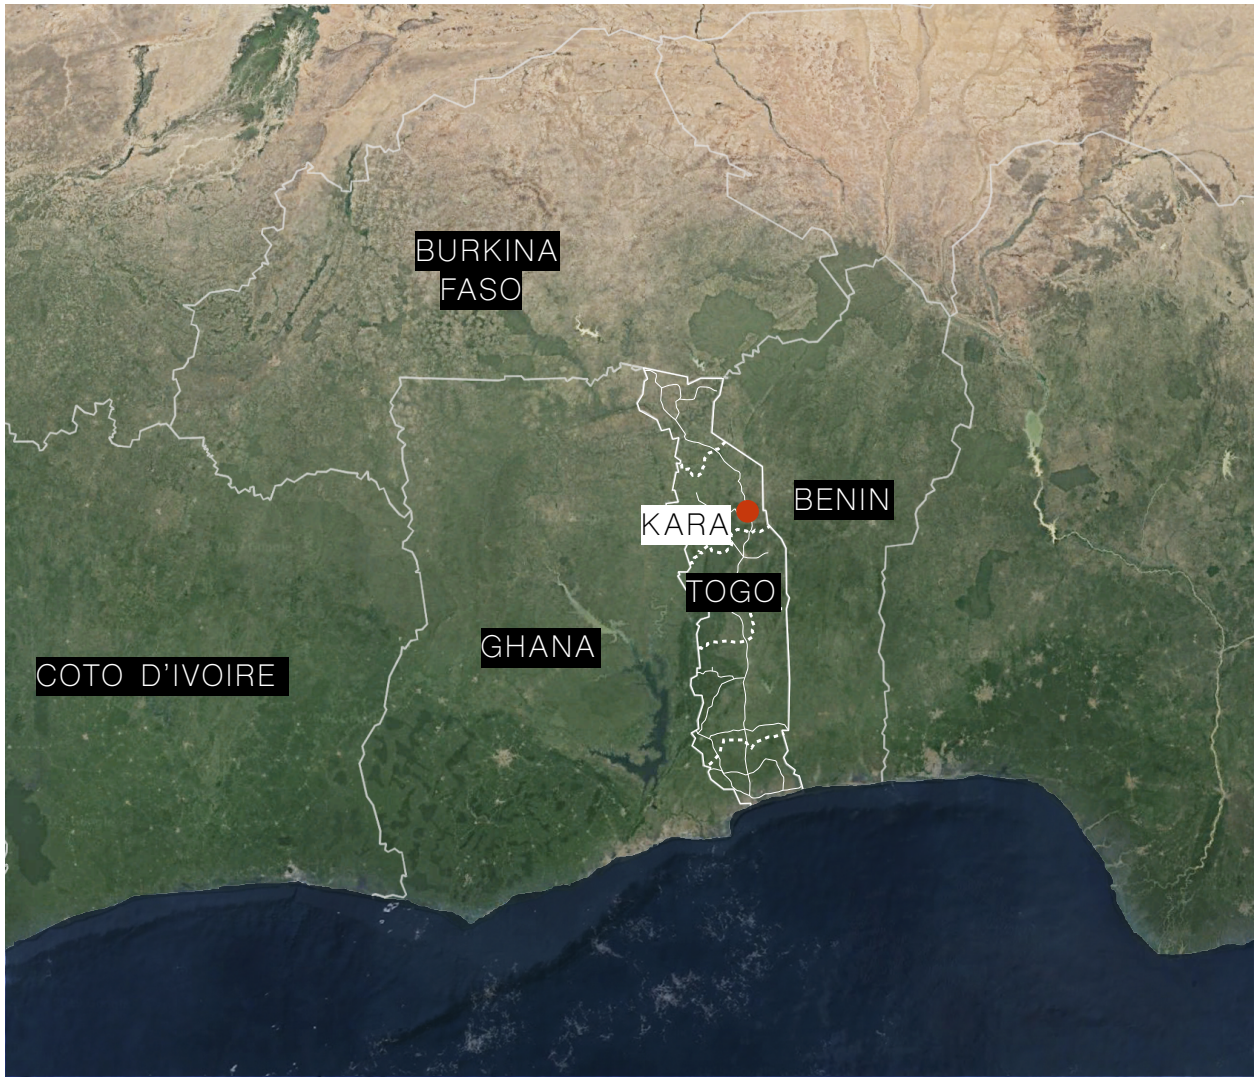 BURKINA
FASO
BENIN
KARA
TOGO
GHANA
COTO D'IVOIRE